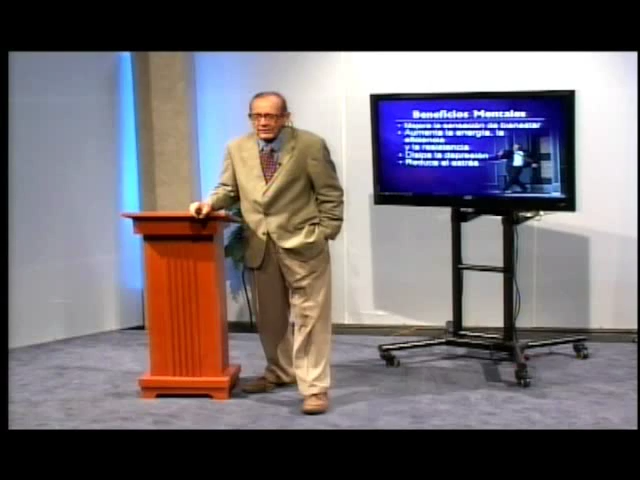 Beneficios Mentales
• Mejora la sensación de bienestar
• Aumenta la energía, la
eficiencia
y la resistencia
• Disipa la depresión
• Reduce el estrés